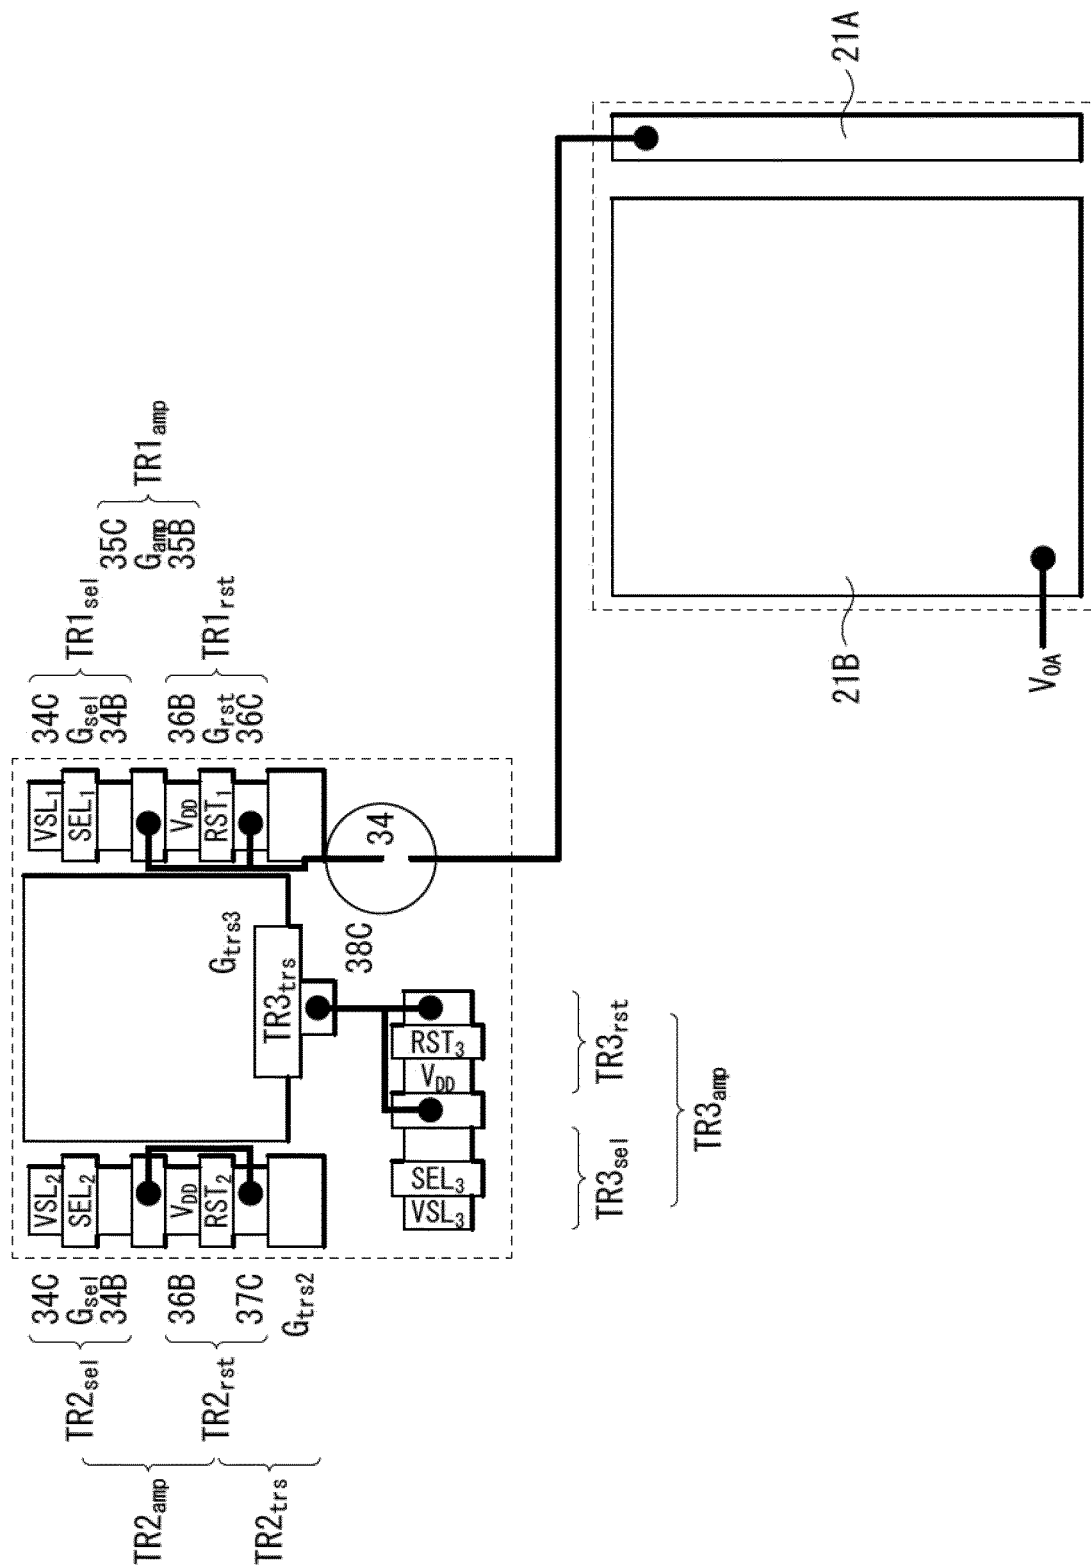 34C VSL₂ VSL₁ 34C
TR2sel Gsel SEL₂ SEL₁ Gsel TR1sel
34B 34B 35C
TR2amp Gamp TR1amp
36B VDD VDD 36B 35B
TR2rst RST₂ Gtrs3 RST₁ Grst TR1rst
37C 36C
TR2trs TR3trs
Gtrs2
38C 34
VSL₃ SEL₃ VDD RST₃
TR3sel TR3rst
TR3amp
21B 21A
VOA